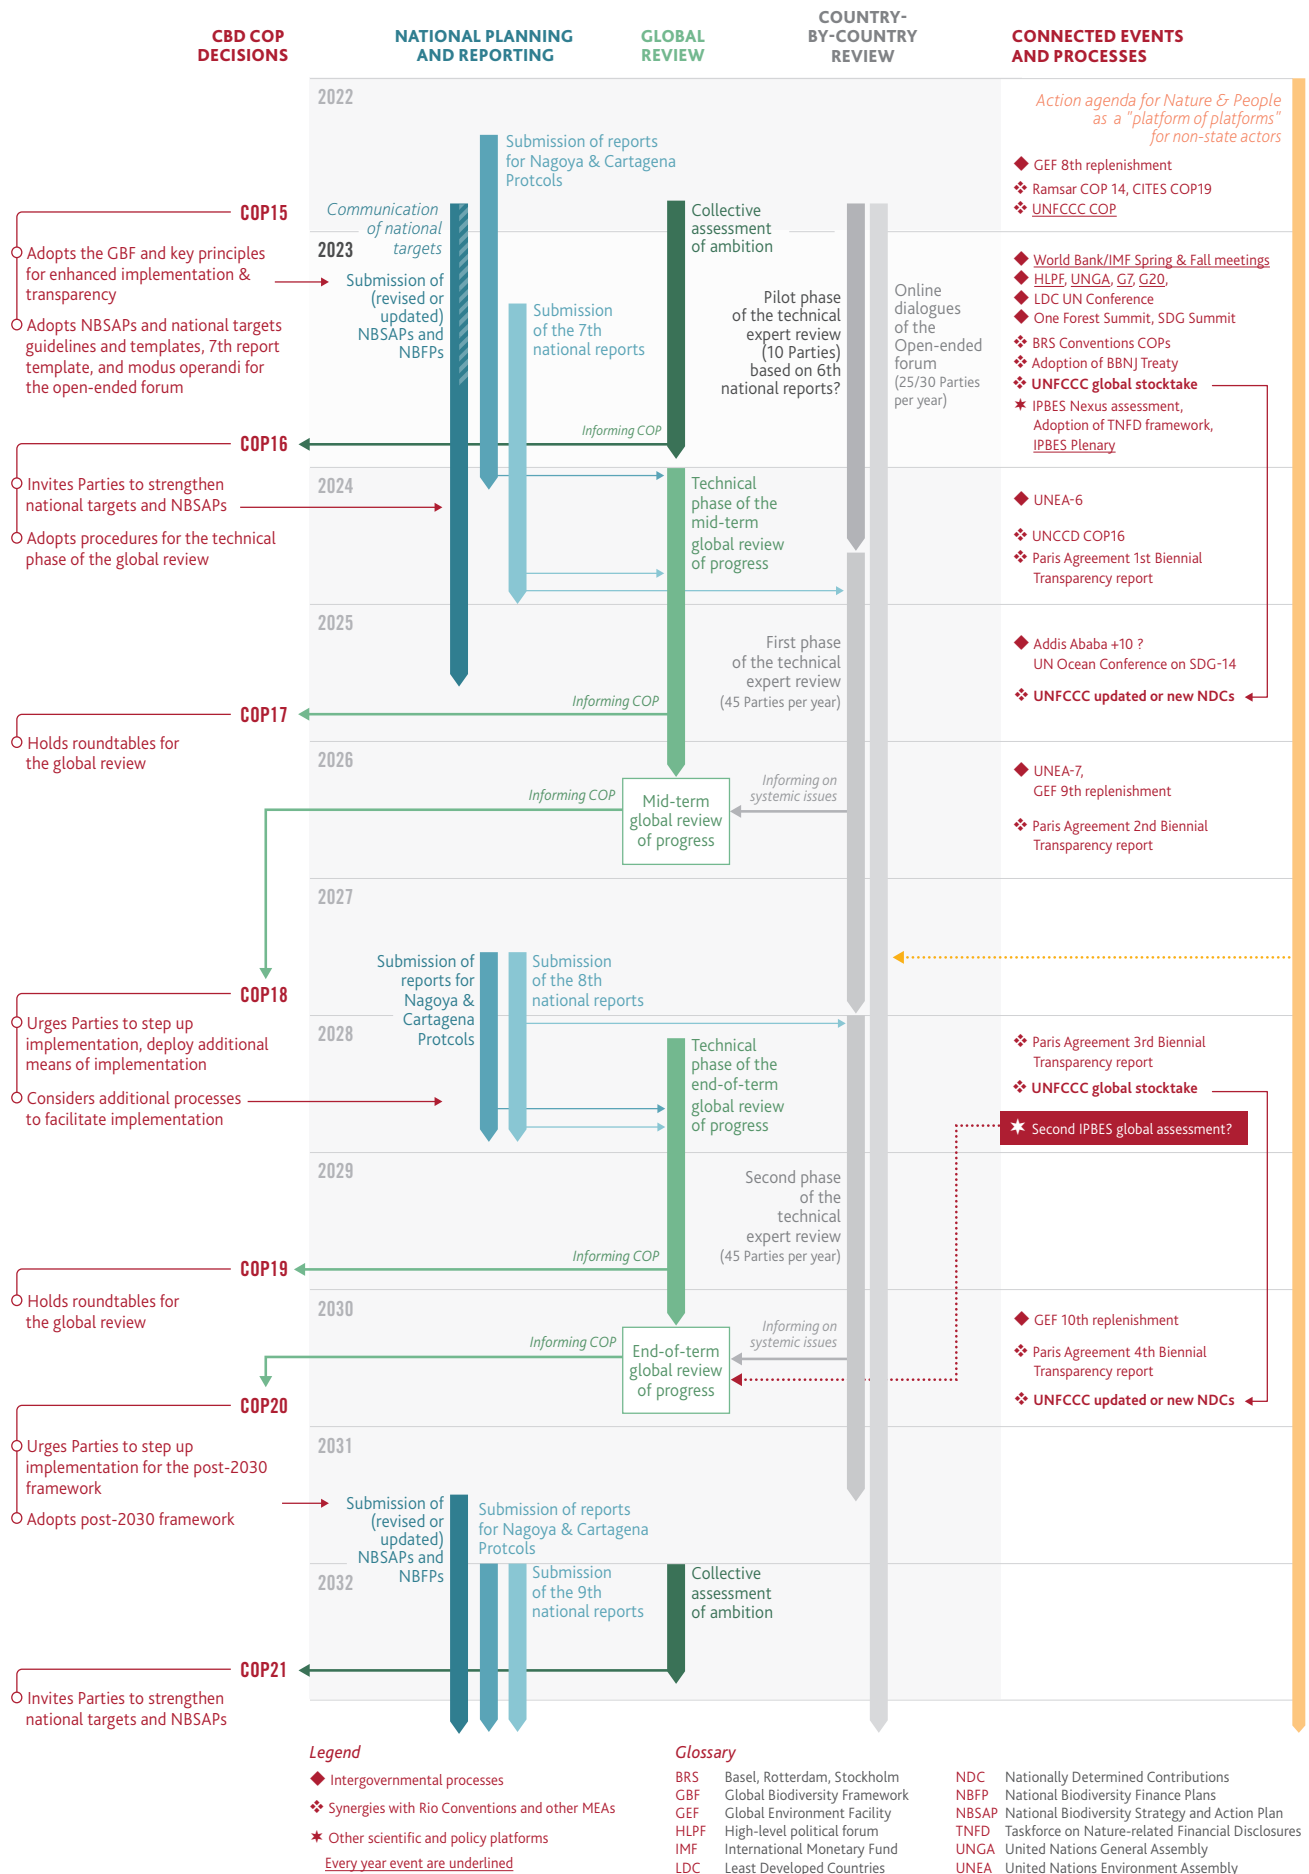 CBD COP
DECISIONS
NATIONAL PLANNING
AND REPORTING
GLOBAL
REVIEW
COUNTRY-
BY-COUNTRY
REVIEW
CONNECTED EVENTS
AND PROCESSES
2022
Action agenda for Nature & People
as a "platform of platforms"
for non-state actors
Submission of reports
for Nagoya & Cartagena
Protcols
GEF 8th replenishment
Ramsar COP 14, CITES COP19
UNFCCC COP
COP15
Communication
of national
targets
Collective
assessment
of ambition
2023
Adopts the GBF and key principles
for enhanced implementation &
transparency
Adopts NBSAPs and national targets
guidelines and templates, 7th report
template, and modus operandi for
the open-ended forum
Submission of
(revised or
updated)
NBSAPs and
NBFPs
Submission
of the 7th
national reports
Pilot phase
of the technical
expert review
(10 Parties)
based on 6th
national reports?
Online
dialogues
of the
Open-ended
forum
(25/30 Parties
per year)
World Bank/IMF Spring & Fall meetings
HLPF, UNGA, G7, G20,
LDC UN Conference
One Forest Summit, SDG Summit
BRS Conventions COPs
Adoption of BBNJ Treaty
UNFCCC global stocktake
IPBES Nexus assessment,
Adoption of TNFD framework,
IPBES Plenary
Informing COP
COP16
2024
Invites Parties to strengthen
national targets and NBSAPs
Adopts procedures for the technical
phase of the global review
Technical
phase of the
mid-term
global review
of progress
UNEA-6
UNCCD COP16
Paris Agreement 1st Biennial
Transparency report
2025
First phase
of the technical
expert review
(45 Parties per year)
Addis Ababa +10 ?
UN Ocean Conference on SDG-14
UNFCCC updated or new NDCs
Informing COP
COP17
Holds roundtables for
the global review
2026
Informing COP
Mid-term
global review
of progress
Informing on
systemic issues
UNEA-7,
GEF 9th replenishment
Paris Agreement 2nd Biennial
Transparency report
2027
Submission of
reports for
Nagoya &
Cartagena
Protcols
Submission
of the 8th
national reports
COP18
Urges Parties to step up
implementation, deploy additional
means of implementation
Considers additional processes
to facilitate implementation
2028
Technical
phase of the
end-of-term
global review
of progress
Paris Agreement 3rd Biennial
Transparency report
UNFCCC global stocktake
Second IPBES global assessment?
2029
Second phase
of the
technical
expert review
(45 Parties per year)
Informing COP
COP19
Holds roundtables for
the global review
2030
Informing COP
End-of-term
global review
of progress
Informing on
systemic issues
GEF 10th replenishment
Paris Agreement 4th Biennial
Transparency report
UNFCCC updated or new NDCs
COP20
Urges Parties to step up
implementation for the post-2030
framework
Adopts post-2030 framework
2031
Submission of
(revised or
updated)
NBSAPs and
NBFPs
Submission of reports
for Nagoya & Cartagena
Protcols
2032
Submission
of the 9th
national reports
Collective
assessment
of ambition
COP21
Invites Parties to strengthen
national targets and NBSAPs
Legend
Intergovernmental processes
Synergies with Rio Conventions and other MEAs
Other scientific and policy platforms
Every year event are underlined
Glossary
BRS Basel, Rotterdam, Stockholm
GBF Global Biodiversity Framework
GEF Global Environment Facility
HLPF High-level political forum
IMF International Monetary Fund
LDC Least Developed Countries
NDC Nationally Determined Contributions
NBFP National Biodiversity Finance Plans
NBSAP National Biodiversity Strategy and Action Plan
TNFD Taskforce on Nature-related Financial Disclosures
UNGA United Nations General Assembly
UNEA United Nations Environment Assembly